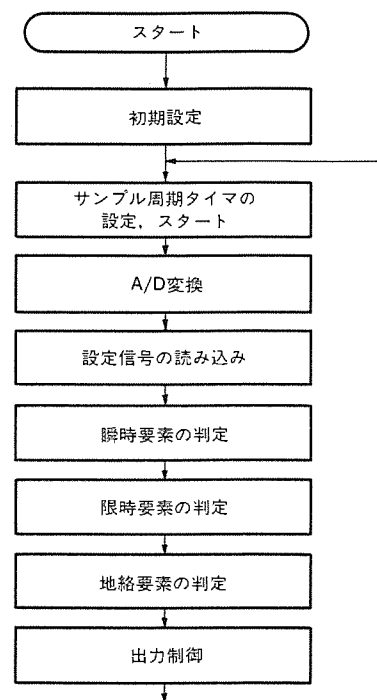 スタート
初期設定
サンプル周期タイマの
設定，スタート
A/D変換
設定信号の読み込み
瞬時要素の判定
限時要素の判定
地絡要素の判定
出力制御